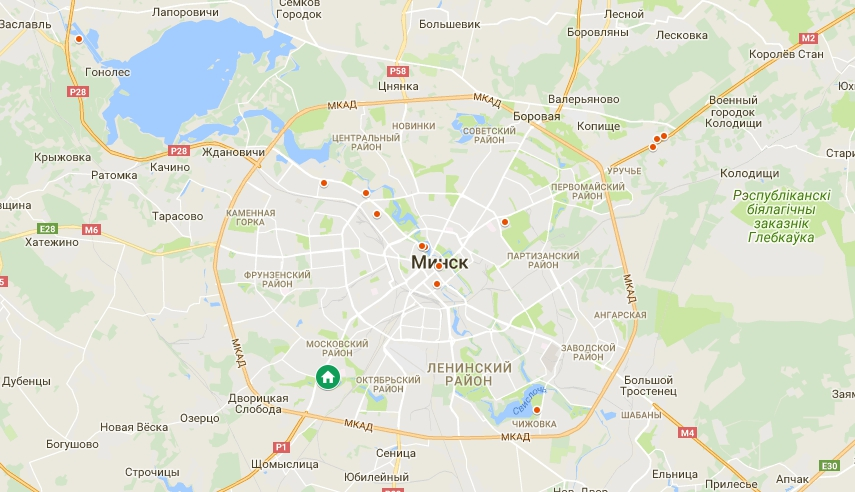 Семков
Городок
Лапоровичи
Заславль
Большевик
Лесной
Боровляны
Лесковка
M2
Королёв Стан
Гонолес
P28
P58
Цнянка
МКАД
МКАД
Валерьяново
Боровая
Копище
Военный
городок
Колодищи
НОВИНКИ
ЦЕНТРАЛЬНЫЙ
РАЙОН
СОВЕТСКИЙ
РАЙОН
P28
Ждановичи
Крыжовка
Качино
Ратомка
УРУЧЬЕ
Колодищи
ПЕРВОМАЙСКИЙ
РАЙОН
Рэспубліканскі
біялагічны
заказнік
Глебкаўка
Тарасово
КАМЕННАЯ
ГОРКА
E28
M6
Хатежино
Минск
ПАРТИЗАНСКИЙ
РАЙОН
ФРУНЗЕНСКИЙ
РАЙОН
МКАД
АНГАРСКАЯ
МОСКОВСКИЙ
РАЙОН
МКАД
ЗАВОДСКОЙ
РАЙОН
ЛЕНИНСКИЙ
РАЙОН
ОКТЯБРЬСКИЙ
РАЙОН
Дубенцы
Большой
Тростенец
Дворицкая
Слобода
Свислочь
ШАБАНЫ
ЧИЖОВКА
Озерцо
Новая Вёска
МКАД
МКАД
M4
Богушово
P1
Сеница
Щомыслица
E30
Строчицы
Юбилейный
Ельница
Прилесье
Апчак